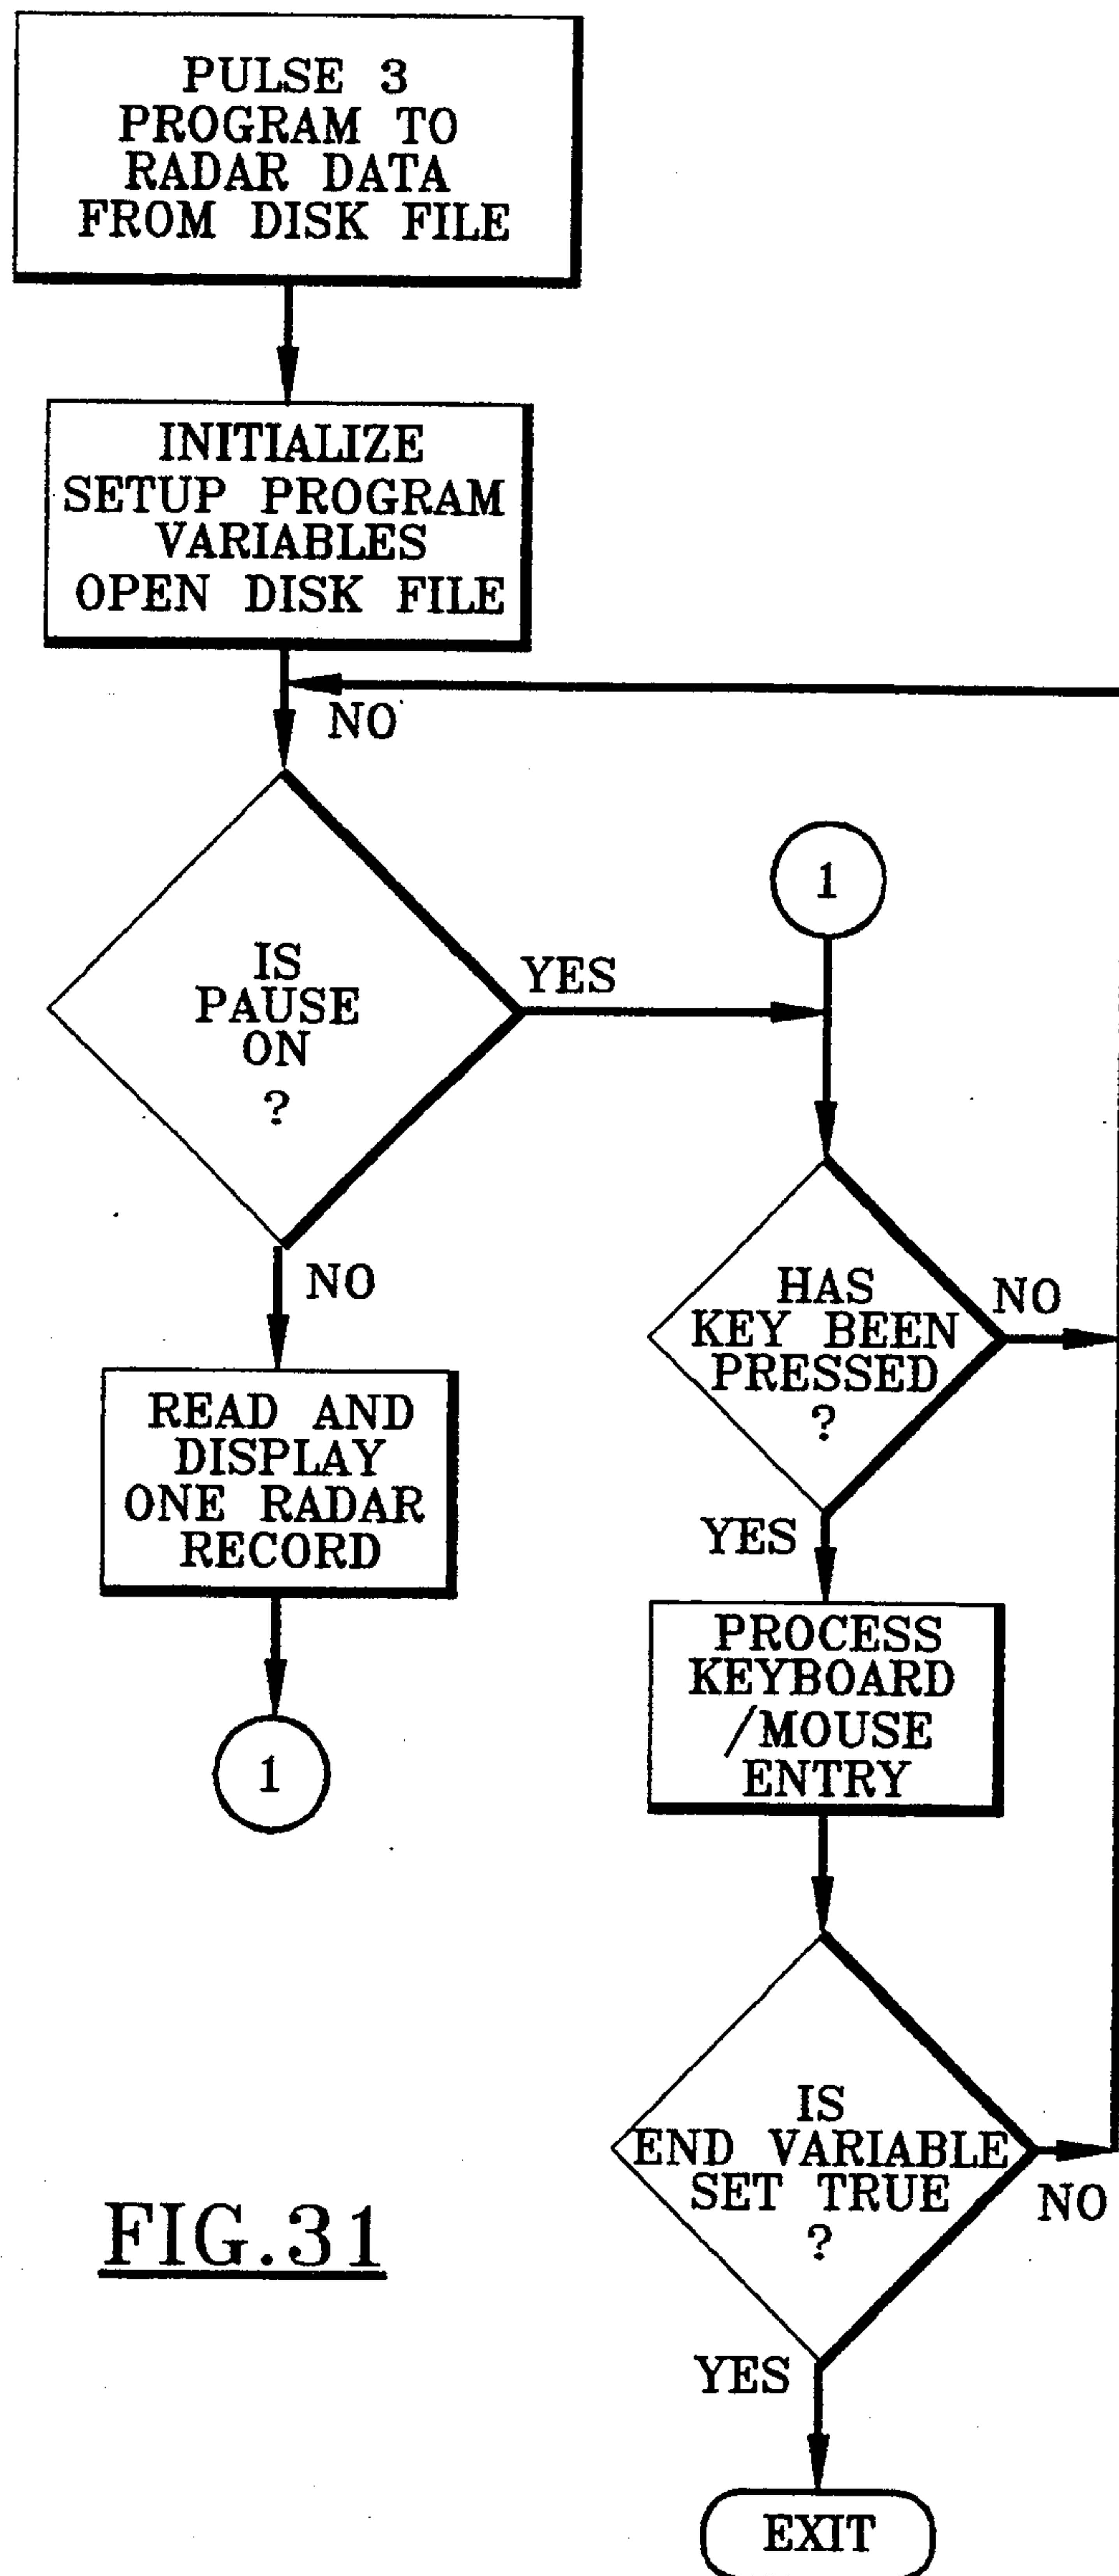 PULSE 3
PROGRAM TO
RADAR DATA
FROM DISK FILE
INITIALIZE
SETUP PROGRAM
VARIABLES
OPEN DISK FILE
NO
IS
PAUSE
ON
?
YES
NO
READ AND
DISPLAY
ONE RADAR
RECORD
1
1
HAS
KEY BEEN
PRESSED
?
NO
YES
PROCESS
KEYBOARD
/MOUSE
ENTRY
IS
END VARIABLE
SET TRUE
?
NO
YES
EXIT
FIG.31